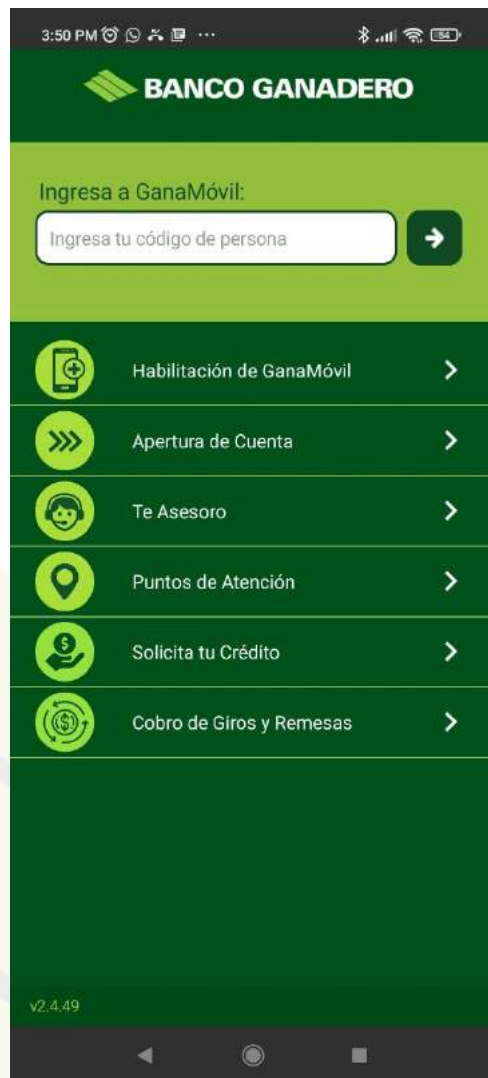 3:50 PM
54
BANCO GANADERO
Ingresa a GanaMóvil:
Ingresa tu código de persona
Habilitación de GanaMóvil
Apertura de Cuenta
Te Asesoro
Puntos de Atención
Solicita tu Crédito
Cobro de Giros y Remesas
v2.4.49